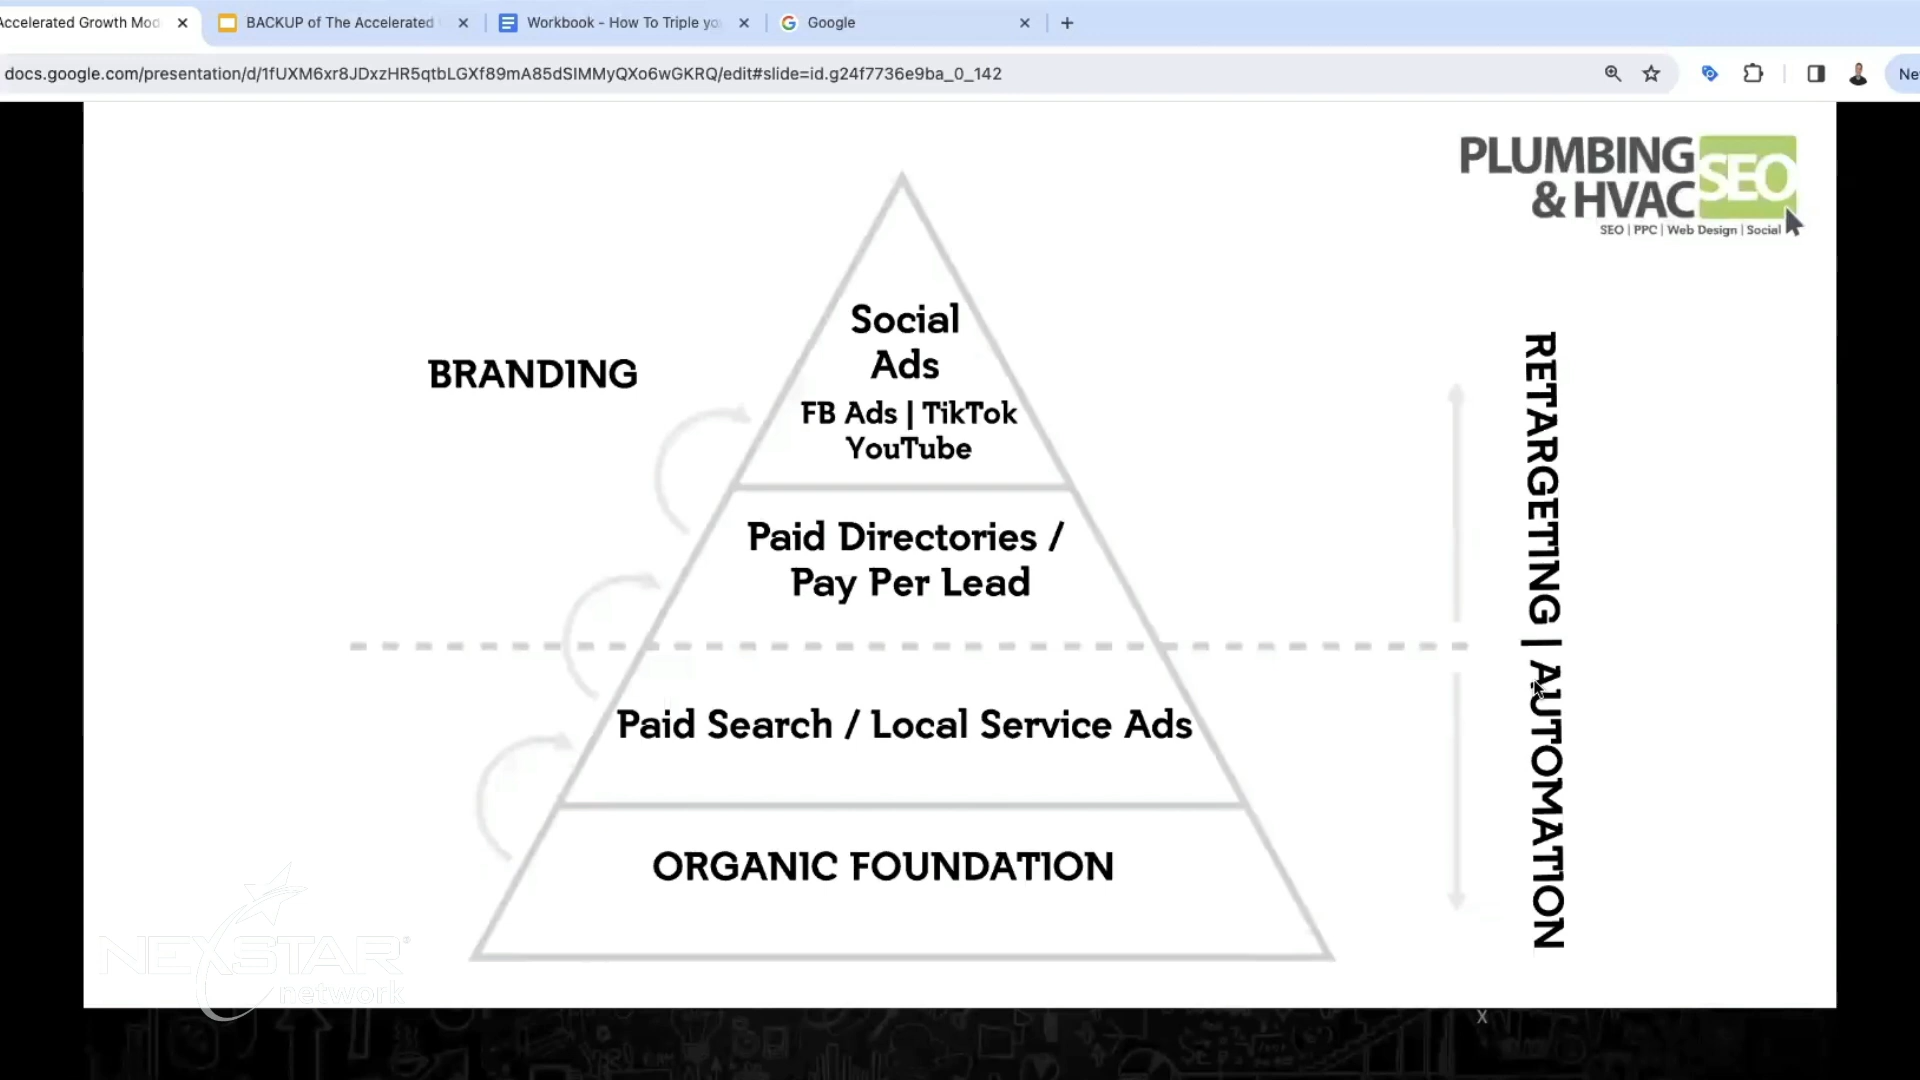 Accelerated Growth Mod
BACKUP of The Accelerated
Workbook - How To Triple yo
Google
docs.google.com/presentation/d/1fUXM6xr8JDxzHR5qtbLGXf89mA85dSIMMyQXo6wGKRQ/edit#slide=id.g24f7736e9ba_0_142
Ne
PLUMBING
& HVAC
SEO
SEO | PPC | Web Design | Social
BRANDING
Social
Ads
FB Ads | TikTok
YouTube
Paid Directories /
Pay Per Lead
Paid Search / Local Service Ads
ORGANIC FOUNDATION
RETARGETING | AUTOMATION
NEXSTAR
network
X